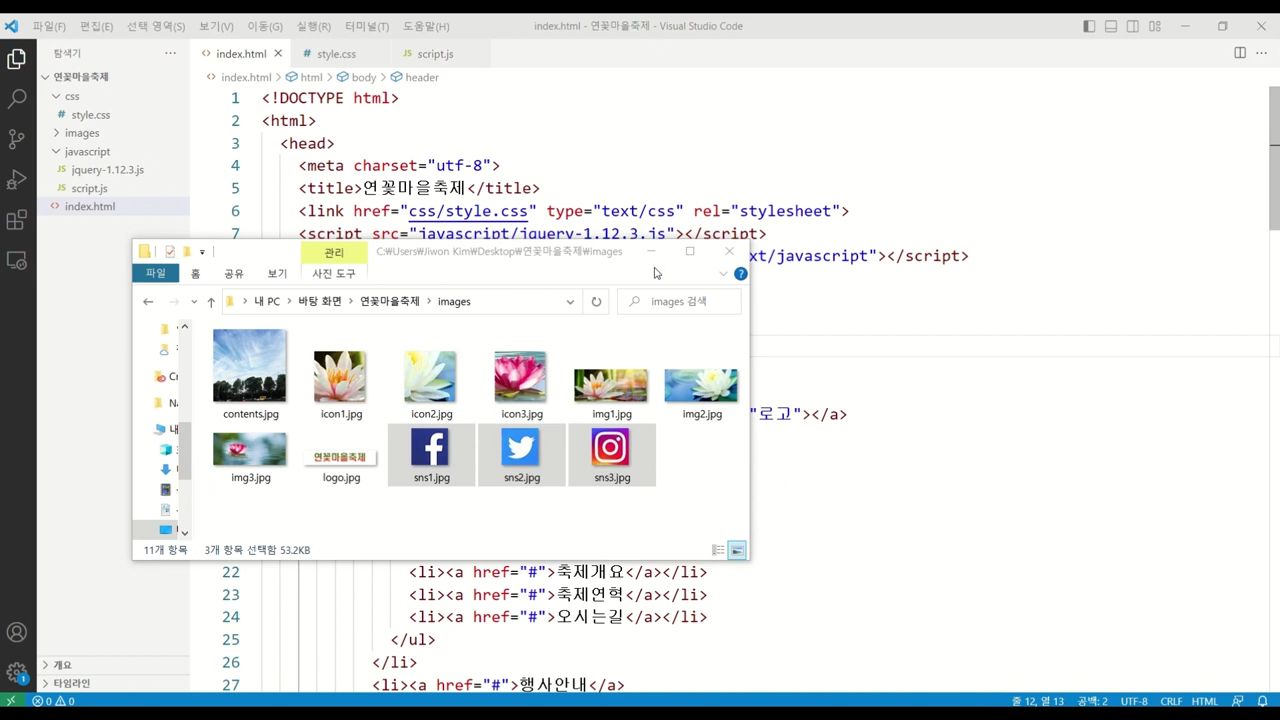 파일(F) 편집(E) 선택 영역(S) 보기(V) 이동(G) 실행(R) 터미널(T) 도움말(H) index.html - 연꽃마을축제 - Visual Studio Code
탐색기 ··· <> index.html × # style.css JS script.js ···
연꽃마을축제 <> index.html > html > body > header
css
# style.css
images
javascript
JS jquery-1.12.3.js
JS script.js
<> index.html
1 <!DOCTYPE html>
2 <html>
3 <head>
4 <meta charset="utf-8">
5 <title>연꽃마을축제</title>
6 <link href="css/style.css" type="text/css" rel="stylesheet">
7 <script src="javascript/jquery-1.12.3.js"></script>
xt/javascript"></script>
"로고"></a>
관리 C:₩Users₩Jiwon Kim₩Desktop₩연꽃마을축제₩images
파일 홈 공유 보기 사진 도구
내 PC > 바탕 화면 > 연꽃마을축제 > images
images 검색
Cr
Na
내
contents.jpg icon1.jpg icon2.jpg icon3.jpg img1.jpg img2.jpg
연꽃마을축제
img3.jpg logo.jpg sns1.jpg sns2.jpg sns3.jpg
11개 항목 3개 항목 선택함 53.2KB
22 <li><a href="#">축제개요</a></li>
23 <li><a href="#">축제연혁</a></li>
24 <li><a href="#">오시는길</a></li>
25 </ul>
26 </li>
27 <li><a href="#">행사안내</a>
개요
타임라인
1
0 0 줄 12, 열 13 공백: 2 UTF-8 CRLF HTML